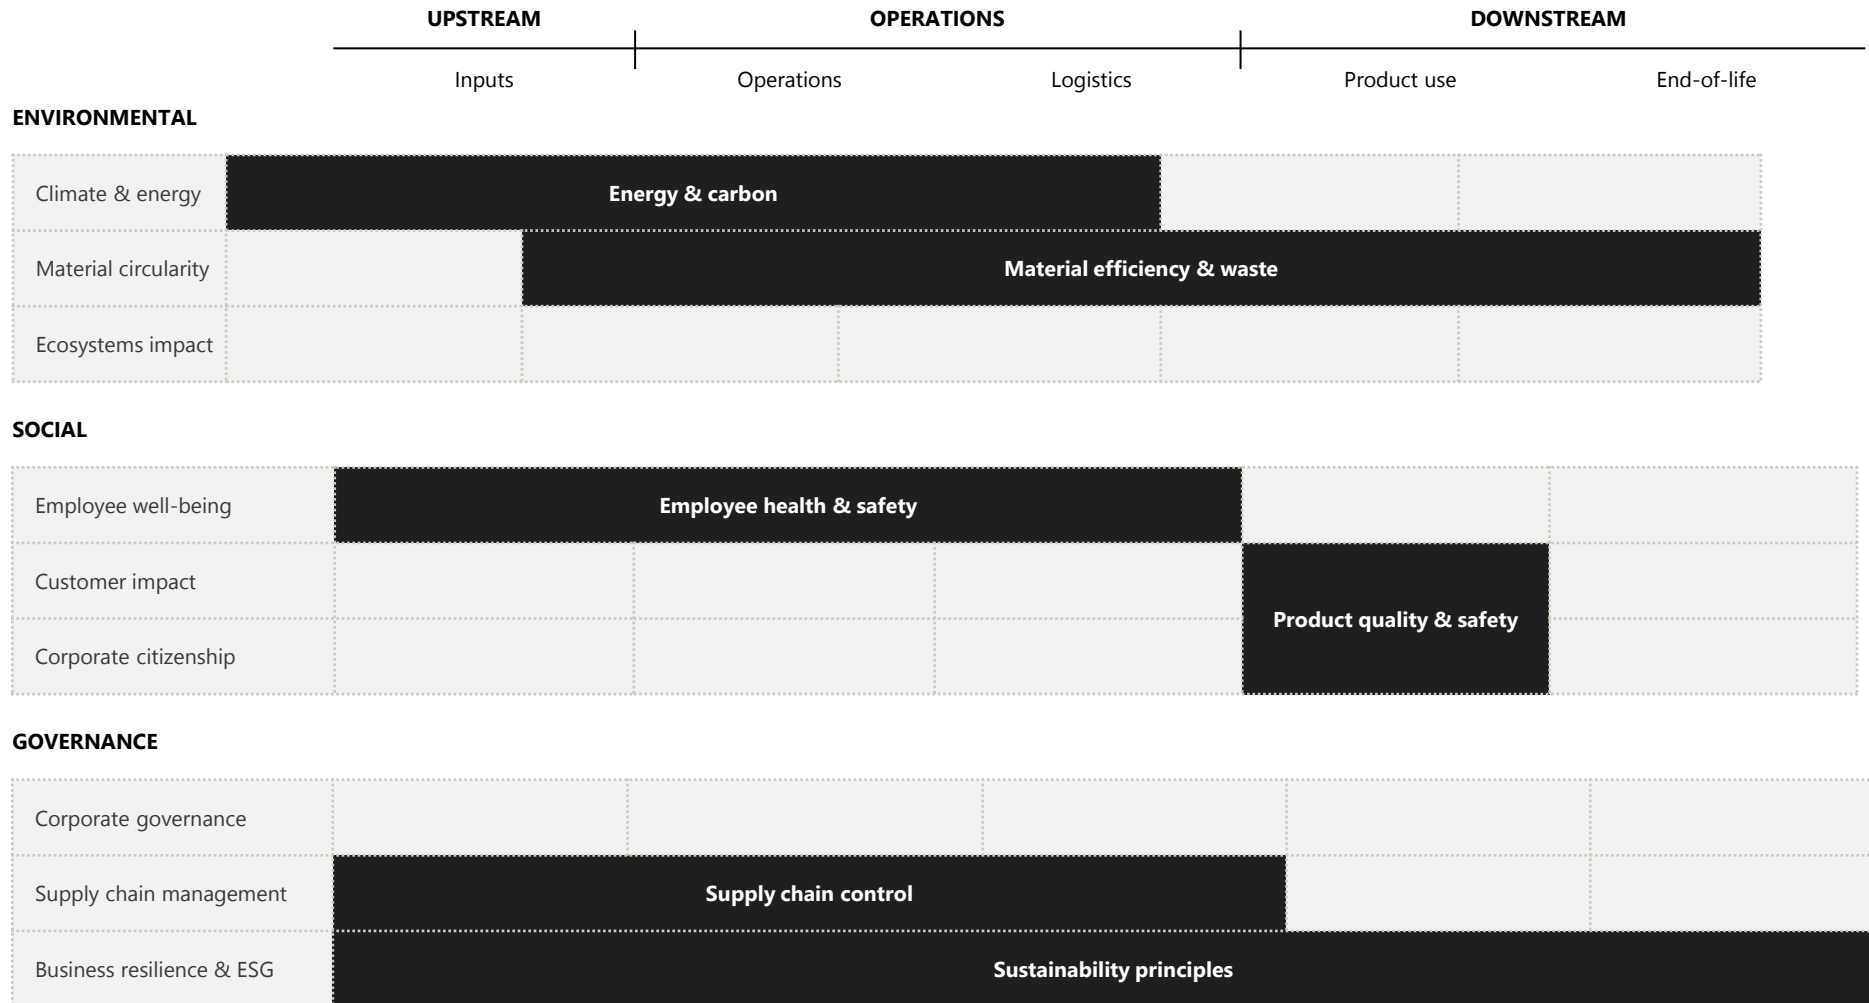 UPSTREAM OPERATIONS DOWNSTREAM
Inputs Operations Logistics Product use End-of-life
ENVIRONMENTAL
Climate & energy Energy & carbon
Material circularity Material efficiency & waste
Ecosystems impact
SOCIAL
Employee well-being Employee health & safety
Customer impact
Product quality & safety
Corporate citizenship
GOVERNANCE
Corporate governance
Supply chain management Supply chain control
Business resilience & ESG Sustainability principles